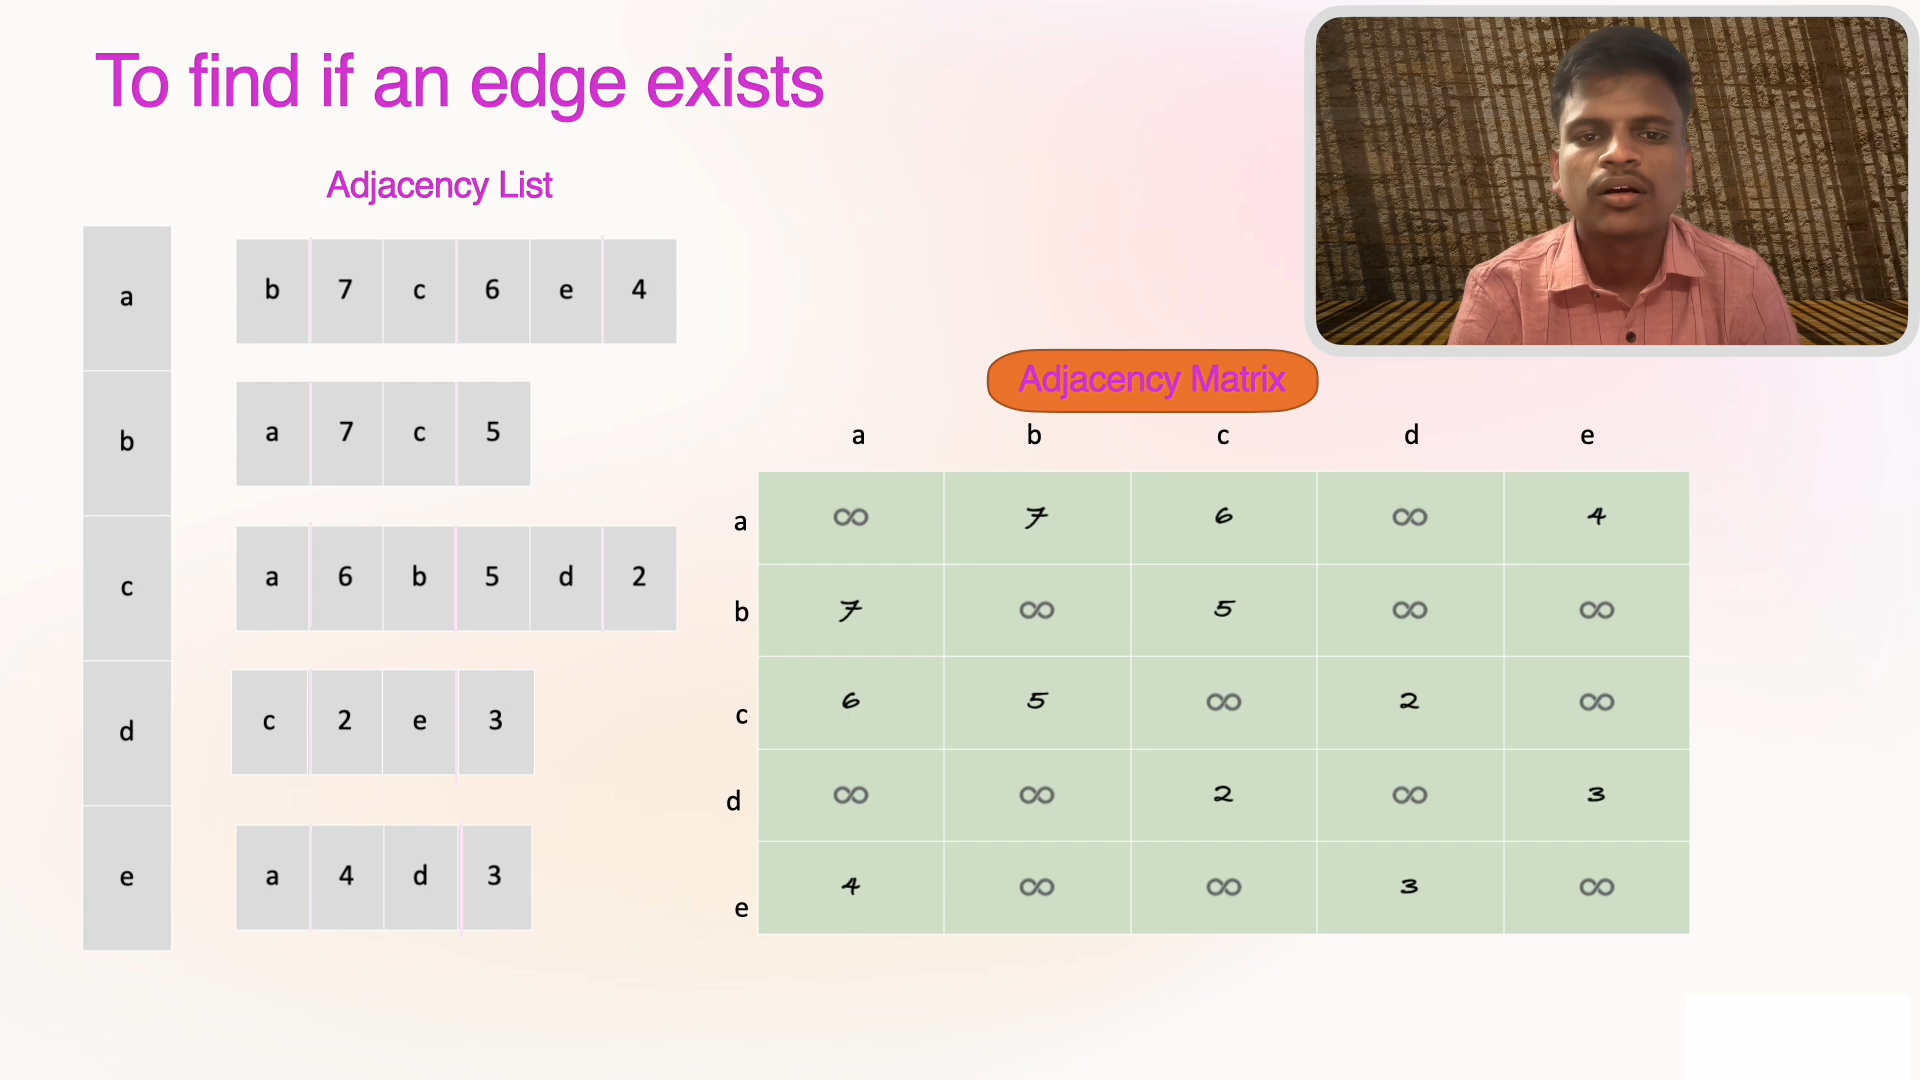 To find if an edge exists
Adjacency List
a b 7 c 6 e 4
b a 7 c 5
c a 6 b 5 d 2
d c 2 e 3
e a 4 d 3
Adjacency Matrix
a b c d e
a ∞ 7 6 ∞ 4
b 7 ∞ 5 ∞ ∞
c 6 5 ∞ 2 ∞
d ∞ ∞ 2 ∞ 3
e 4 ∞ ∞ 3 ∞